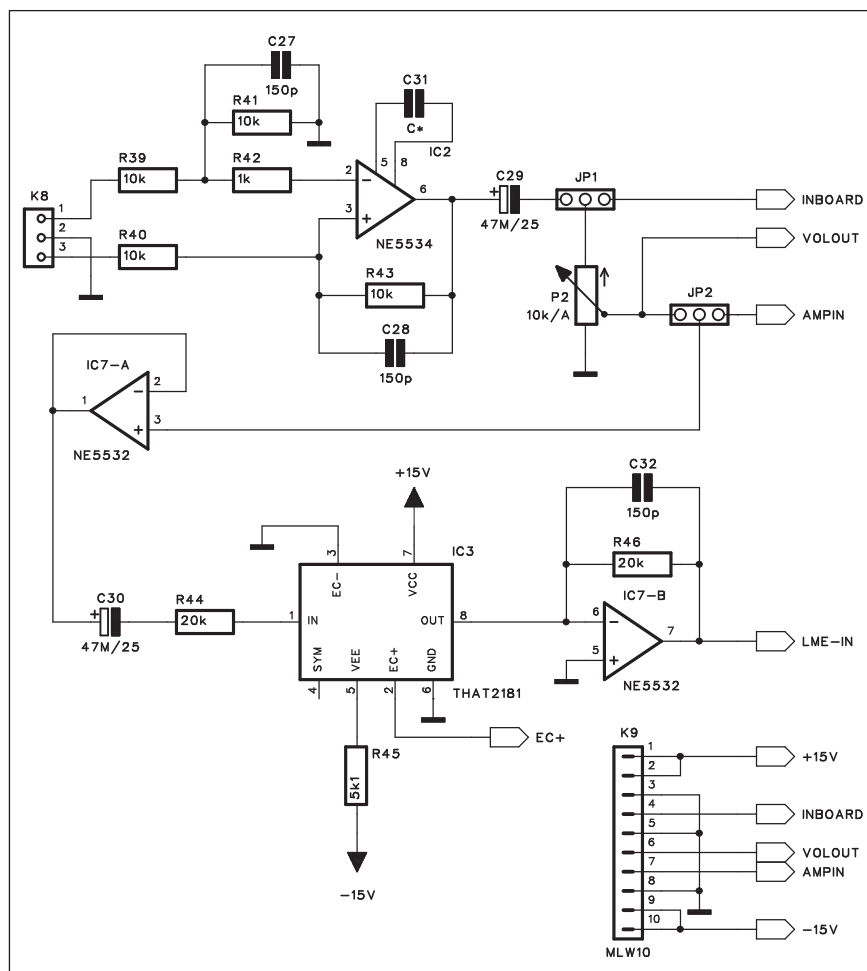 C27
150p
R41
10k
C31
C*
5
8
IC2
R39
10k
R42
1k
2
−
3
+
6
NE5534
C29
+
47M/25
JP1
INBOARD
VOLOUT
K8
1
2
3
R40
10k
R43
10k
C28
150p
P2
10k/A
JP2
AMPIN
IC7-A
1
2
−
3
+
NE5532
+15V
C32
150p
R46
20k
IC3
3
EC−
7
VCC
C30
+
47M/25
R44
20k
1
IN
OUT
8
SYM
VEE
EC+
GND
4
5
2
6
THAT2181
IC7-B
6
−
5
+
7
NE5532
LME-IN
EC+
R45
5k1
−15V
K9
1
2
3
4
5
6
7
8
9
10
MLW10
+15V
INBOARD
VOLOUT
AMPIN
−15V